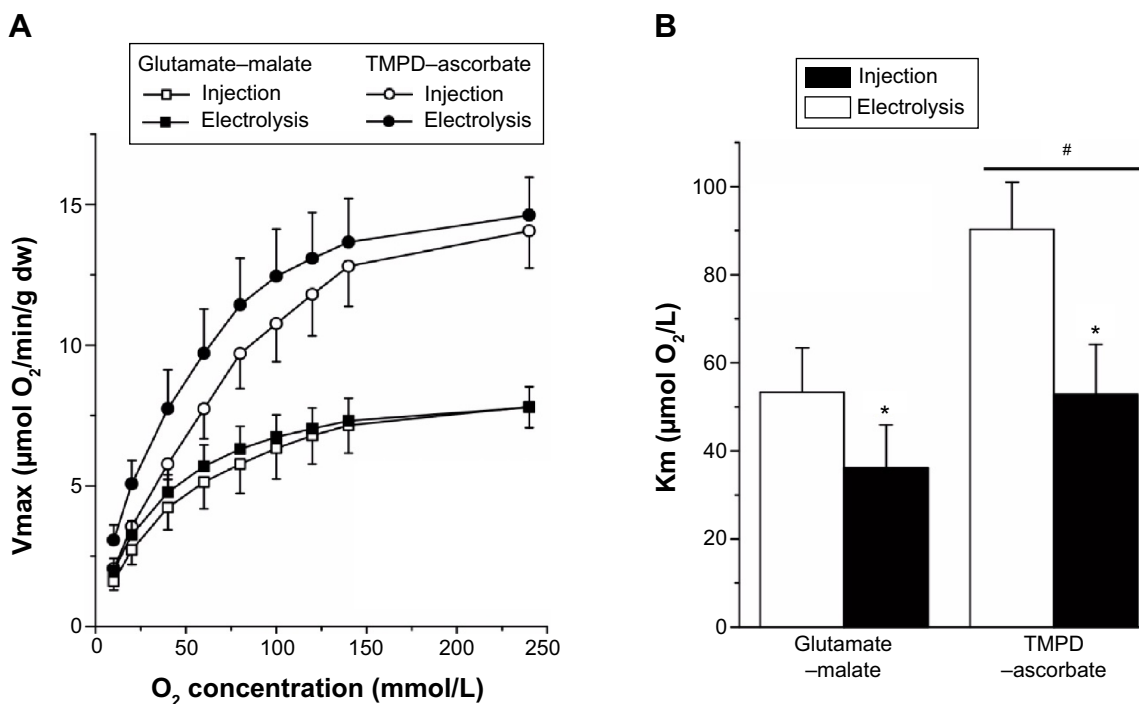 A
Glutamate–malate TMPD–ascorbate
Injection Injection
Electrolysis Electrolysis
15
10
5
0
Vmax (µmol O₂/min/g dw)
0 50 100 150 200 250
O₂ concentration (mmol/L)
B
Injection
Electrolysis
#
100
80
60
40
20
0
*
*
Km (µmol O₂/L)
Glutamate TMPD
–malate –ascorbate